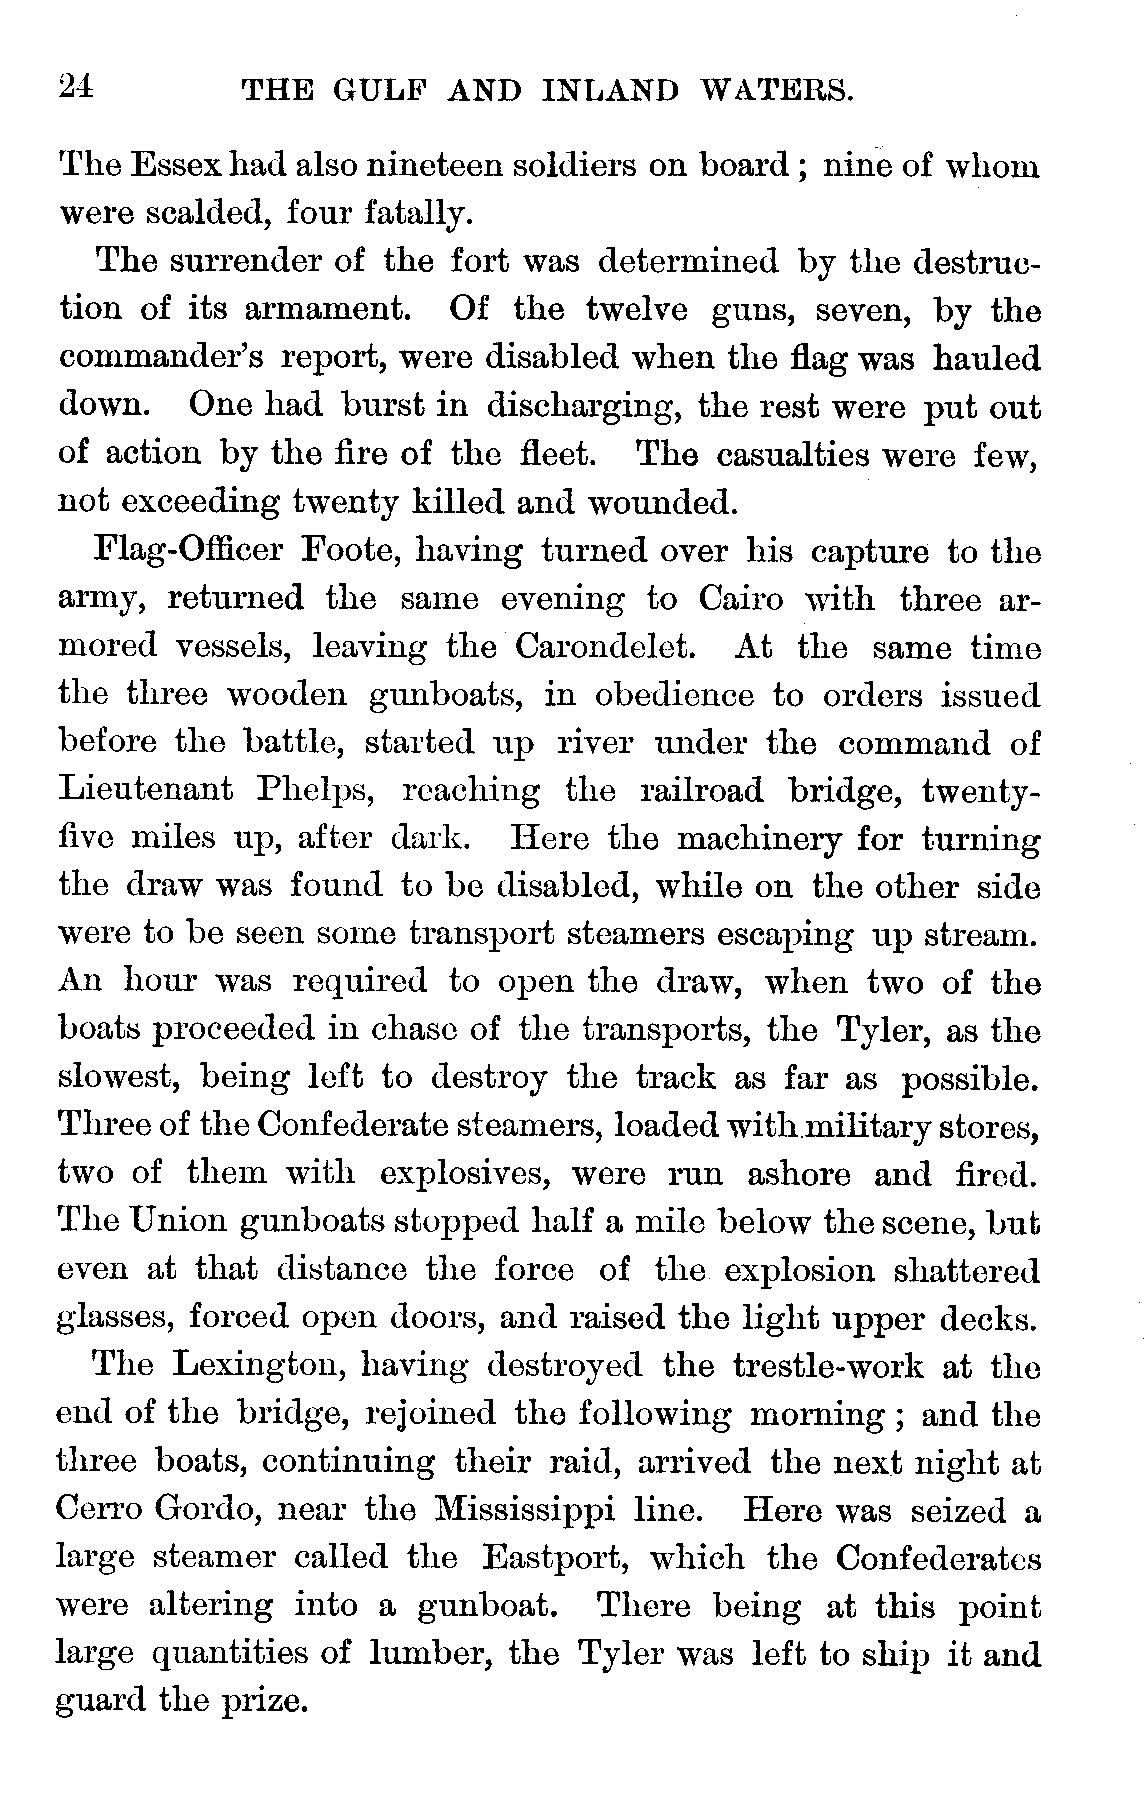 24 THE GULF AND INLAND WATERS.
The Essex had also nineteen soldiers on board ; nine of whom
were scalded, four fatally.
The surrender of the fort was determined by the destruc-
tion of its armament. Of the twelve guns, seven, by the
commander's report, were disabled when the flag was hauled
down. One had burst in discharging, the rest were put out
of action by the fire of the fleet. The casualties were few,
not exceeding twenty killed and wounded.
Flag-Officer Foote, having turned over his capture to the
army, returned the same evening to Cairo with three ar-
mored vessels, leaving the Carondelet. At the same time
the three wooden gunboats, in obedience to orders issued
before the battle, started up river under the command of
Lieutenant Phelps, reaching the railroad bridge, twenty-
five miles up, after dark. Here the machinery for turning
the draw was found to be disabled, while on the other side
were to be seen some transport steamers escaping up stream.
An hour was required to open the draw, when two of the
boats proceeded in chase of the transports, the Tyler, as the
slowest, being left to destroy the track as far as possible.
Three of the Confederate steamers, loaded with military stores,
two of them with explosives, were run ashore and fired.
The Union gunboats stopped half a mile below the scene, but
even at that distance the force of the explosion shattered
glasses, forced open doors, and raised the light upper decks.
The Lexington, having destroyed the trestle-work at the
end of the bridge, rejoined the following morning ; and the
three boats, continuing their raid, arrived the next night at
Cerro Gordo, near the Mississippi line. Here was seized a
large steamer called the Eastport, which the Confederates
were altering into a gunboat. There being at this point
large quantities of lumber, the Tyler was left to ship it and
guard the prize.